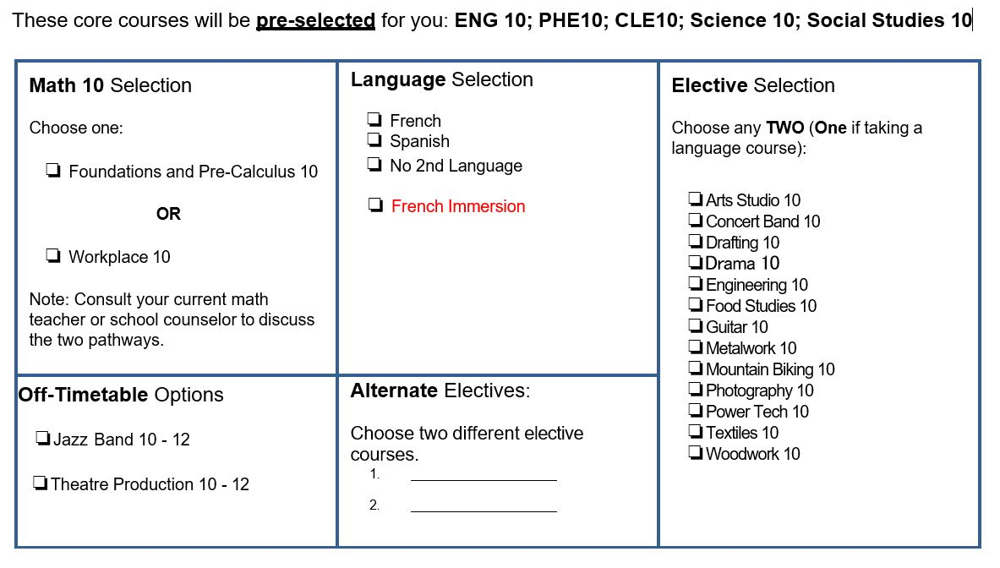 These core courses will be pre-selected for you: ENG 10; PHE10; CLE10; Science 10; Social Studies 10
Math 10 Selection
Choose one:
❏ Foundations and Pre-Calculus 10
OR
❏ Workplace 10
Note: Consult your current math
teacher or school counselor to discuss
the two pathways.
Language Selection
❏ French
❏ Spanish
❏ No 2nd Language
❏ French Immersion
Elective Selection
Choose any TWO (One if taking a
language course):
❏ Arts Studio 10
❏ Concert Band 10
❏ Drafting 10
❏ Drama 10
❏ Engineering 10
❏ Food Studies 10
❏ Guitar 10
❏ Metalwork 10
❏ Mountain Biking 10
❏ Photography 10
❏ Power Tech 10
❏ Textiles 10
❏ Woodwork 10
Off-Timetable Options
❏ Jazz Band 10 - 12
❏ Theatre Production 10 - 12
Alternate Electives:
Choose two different elective
courses.
1. ________________
2. ________________